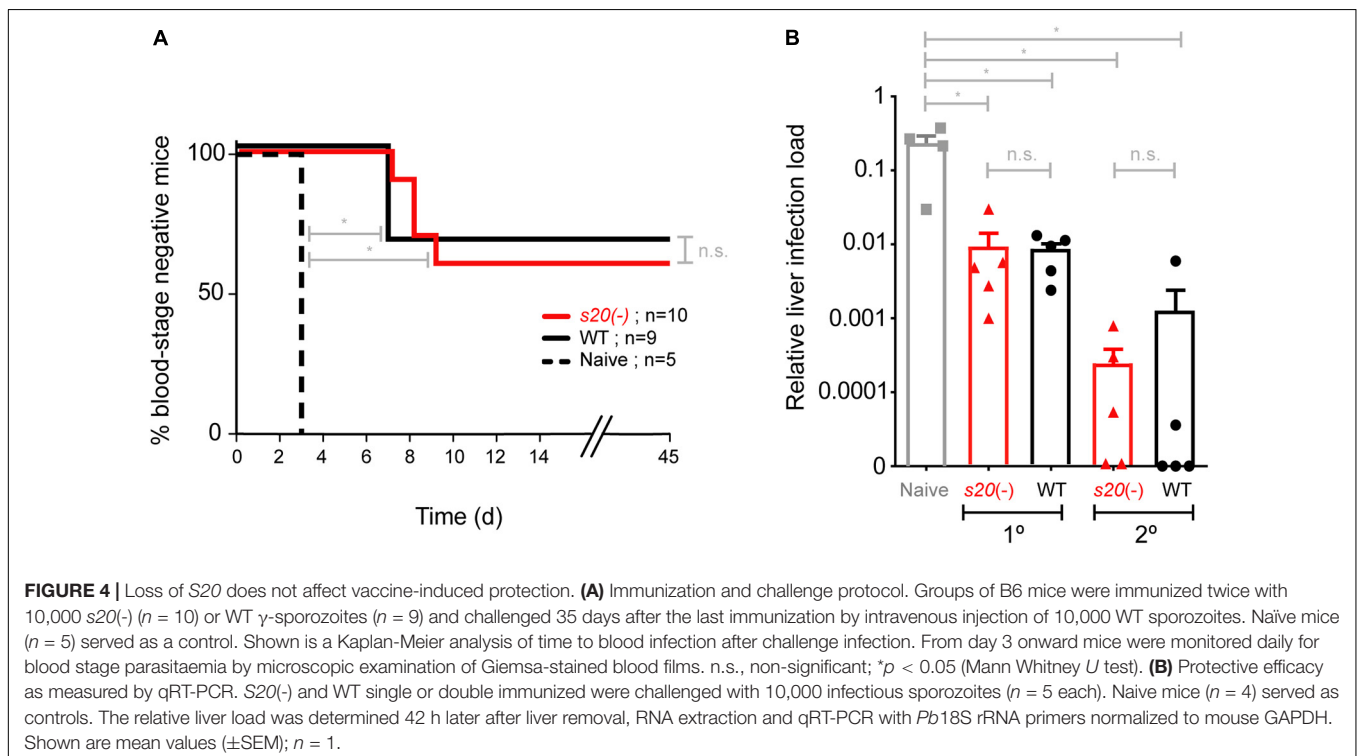 A
% blood-stage negative mice
100
50
0
*
*
n.s.
s20(-) ; n=10
WT ; n=9
Naive ; n=5
0 2 4 6 8 10 12 14 45
Time (d)
B
*
*
*
*
n.s.
n.s.
Relative liver infection load
1
0.1
0.01
0.001
0.0001
0
Naive s20(-) WT s20(-) WT
1º 2º
FIGURE 4 | Loss of S20 does not affect vaccine-induced protection. (A) Immunization and challenge protocol. Groups of B6 mice were immunized twice with
10,000 s20(-) (n = 10) or WT γ-sporozoites (n = 9) and challenged 35 days after the last immunization by intravenous injection of 10,000 WT sporozoites. Naïve mice
(n = 5) served as a control. Shown is a Kaplan-Meier analysis of time to blood infection after challenge infection. From day 3 onward mice were monitored daily for
blood stage parasitaemia by microscopic examination of Giemsa-stained blood films. n.s., non-significant; *p < 0.05 (Mann Whitney U test). (B) Protective efficacy
as measured by qRT-PCR. S20(-) and WT single or double immunized were challenged with 10,000 infectious sporozoites (n = 5 each). Naive mice (n = 4) served as
controls. The relative liver load was determined 42 h later after liver removal, RNA extraction and qRT-PCR with Pb18S rRNA primers normalized to mouse GAPDH.
Shown are mean values (±SEM); n = 1.